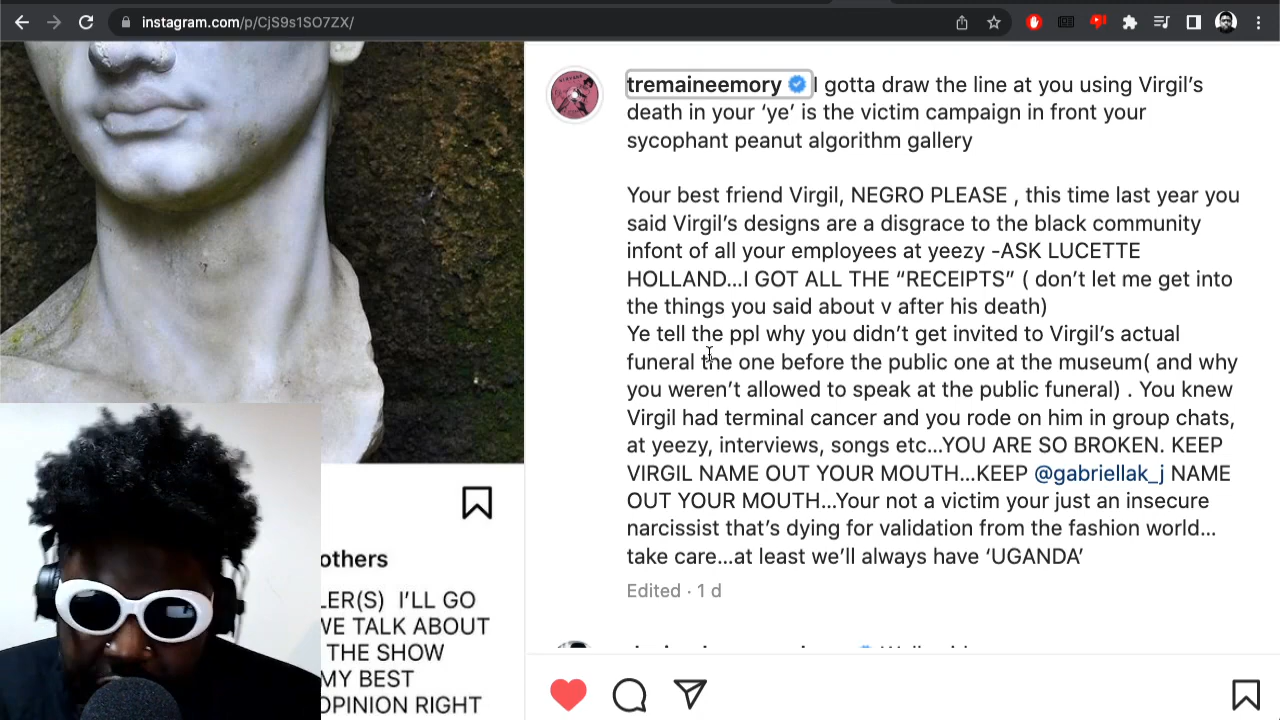 instagram.com/p/CjS9s1SO7ZX/
tremaineemory I gotta draw the line at you using Virgil’s
death in your ‘ye’ is the victim campaign in front your
sycophant peanut algorithm gallery
Your best friend Virgil, NEGRO PLEASE , this time last year you
said Virgil’s designs are a disgrace to the black community
infont of all your employees at yeezy -ASK LUCETTE
HOLLAND...I GOT ALL THE “RECEIPTS” ( don’t let me get into
the things you said about v after his death)
Ye tell the ppl why you didn’t get invited to Virgil’s actual
funeral the one before the public one at the museum( and why
you weren’t allowed to speak at the public funeral) . You knew
Virgil had terminal cancer and you rode on him in group chats,
at yeezy, interviews, songs etc...YOU ARE SO BROKEN. KEEP
VIRGIL NAME OUT YOUR MOUTH...KEEP @gabriellak_j NAME
OUT YOUR MOUTH...Your not a victim your just an insecure
narcissist that’s dying for validation from the fashion world...
take care...at least we’ll always have ‘UGANDA’
Edited · 1 d
others
LER(S) I’LL GO
WE TALK ABOUT
THE SHOW
MY BEST
OPINION RIGHT